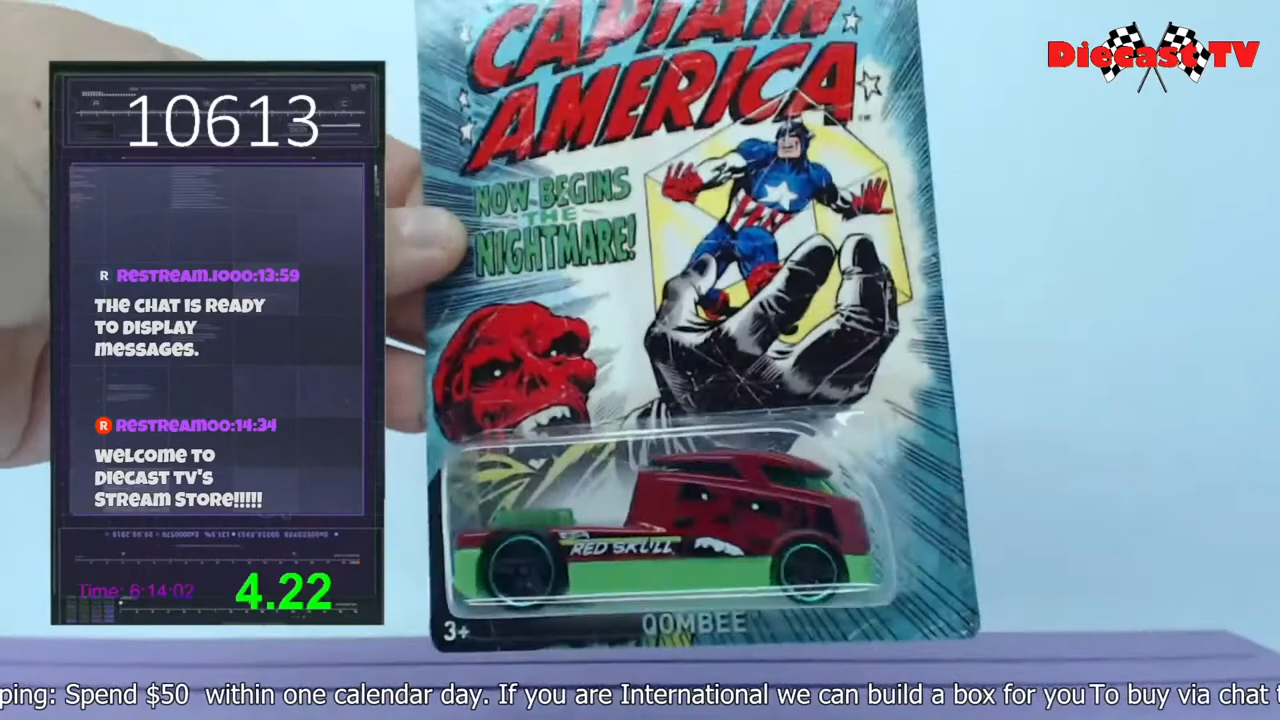 CAPTAIN
AMERICA
NOW BEGINS
THE
NIGHTMARE!
RED SKULL
3+
QOMBEE
Diecast TV
10613
R Restream.io00:13:59
The chat is ready
to display
messages.
R Restream00:14:34
Welcome to
Diecast TV's
Stream Store!!!!!
Time: 6:14:02
4.22
ping: Spend $50 within one calendar day. If you are International we can build a box for you To buy via chat